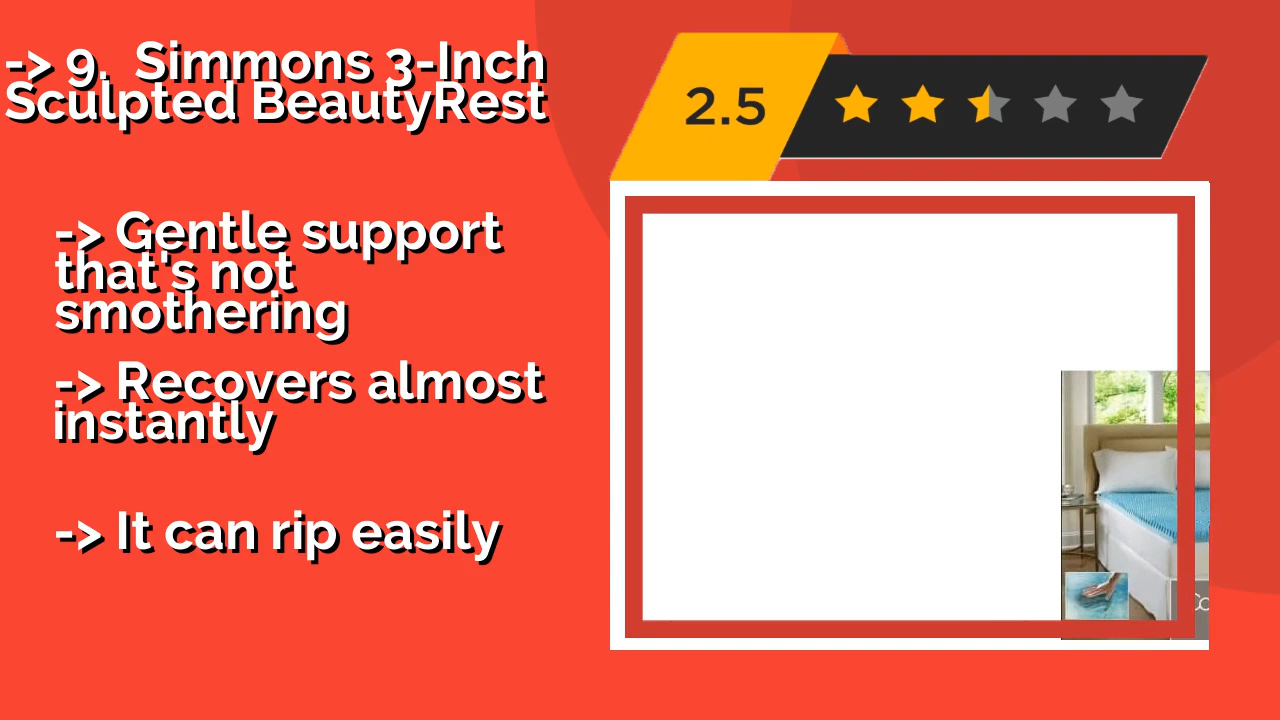 -> 9.  Simmons 3-Inch
Sculpted BeautyRest
2.5
-> Gentle support
that's not
smothering
-> Recovers almost
instantly
-> It can rip easily